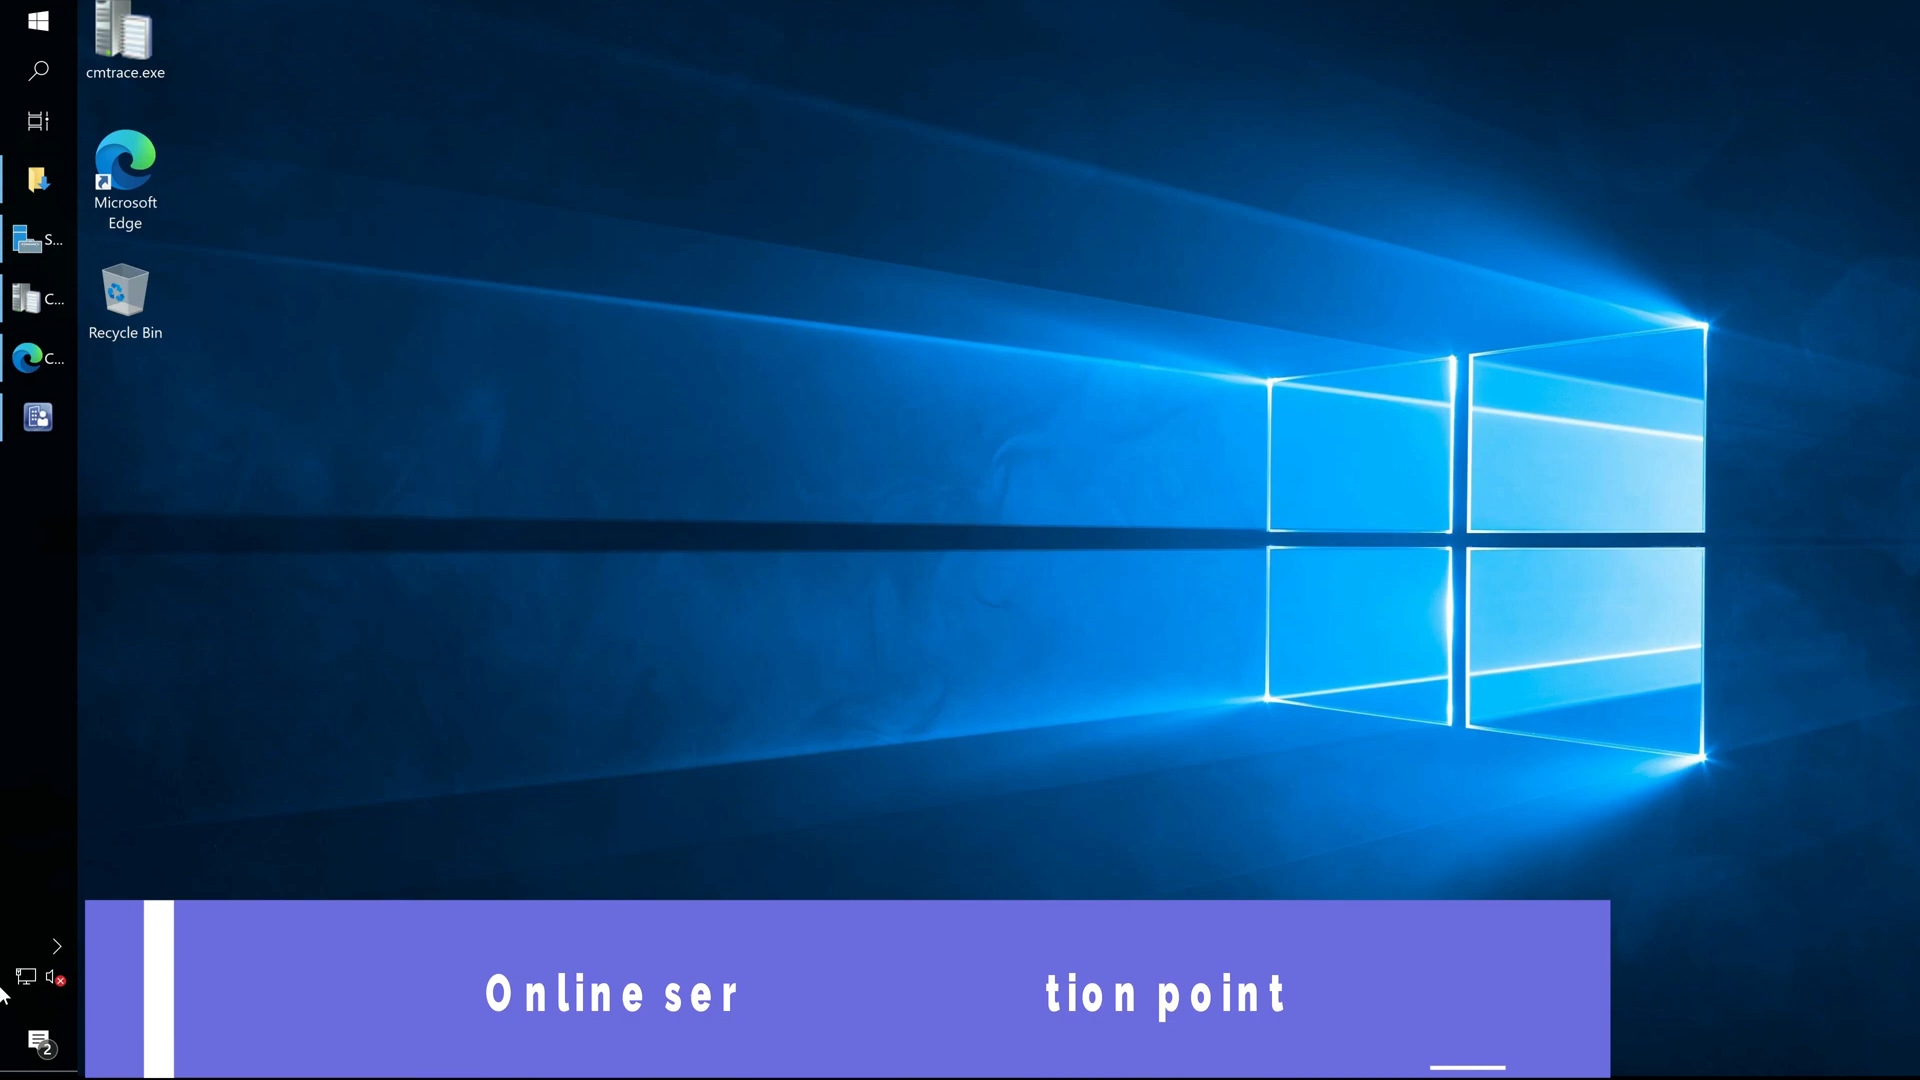 cmtrace.exe
Microsoft
Edge
Recycle Bin
S...
C...
C...
2
Online ser tion point